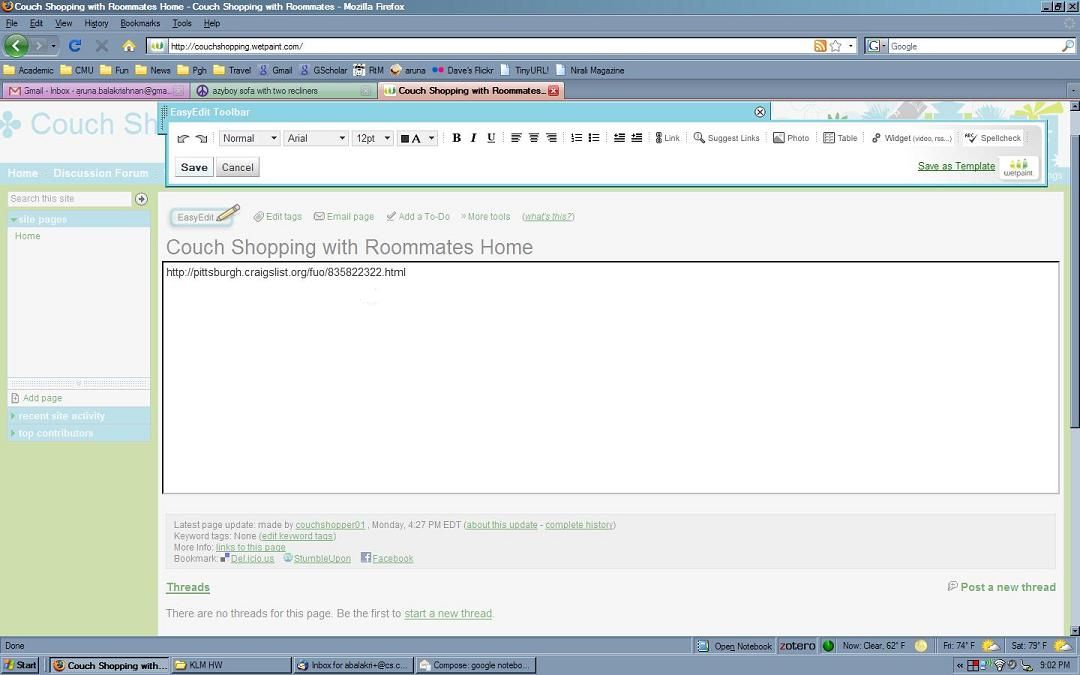 Couch Shopping with Roommates Home - Couch Shopping with Roommates - Mozilla Firefox
File Edit View History Bookmarks Tools Help
http://couchshopping.wetpaint.com/ G Google
Academic CMU Fun News Pgh Travel Gmail GScholar RtM aruna Dave's Flickr TinyURL! Nirali Magazine
Gmail - Inbox - aruna.balakrishnan@gma... azyboy sofa with two recliners Couch Shopping with Roommates...
EasyEdit Toolbar
Couch Sh
Normal Arial 12pt A B I U Link Suggest Links Photo Table Widget (video, rss...) ABC Spellcheck
Save Cancel Save as Template wetpaint
Home Discussion Forum ngs
Search this site
EasyEdit Edit tags Email page Add a To-Do » More tools (what's this?)
site pages
Home
Couch Shopping with Roommates Home
http://pittsburgh.craigslist.org/fuo/835822322.html
Add page
recent site activity
top contributors
Latest page update: made by couchshopper01 , Monday, 4:27 PM EDT (about this update - complete history)
Keyword tags: None (edit keyword tags)
More Info: links to this page
Bookmark: Del.icio.us StumbleUpon Facebook
Threads Post a new thread
There are no threads for this page. Be the first to start a new thread.
Done Open Notebook zotero Now: Clear, 62° F Fri: 74° F Sat: 79° F
Start Couch Shopping with... KLM HW Inbox for abalakri+@cs.c... Compose: google notebo... « 9:02 PM